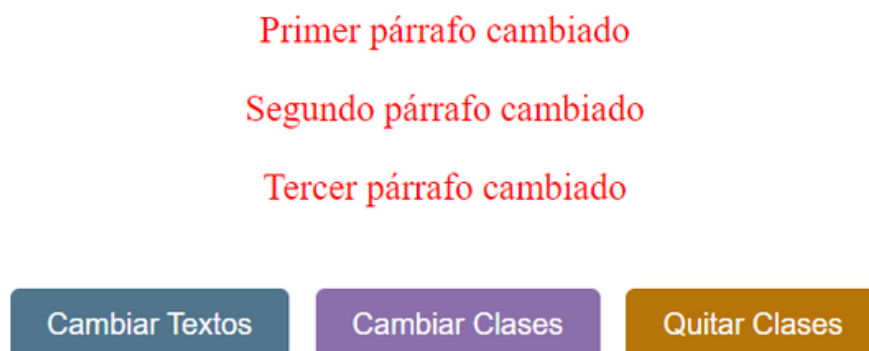 Primer párrafo cambiado
Segundo párrafo cambiado
Tercer párrafo cambiado
Cambiar Textos Cambiar Clases Quitar Clases